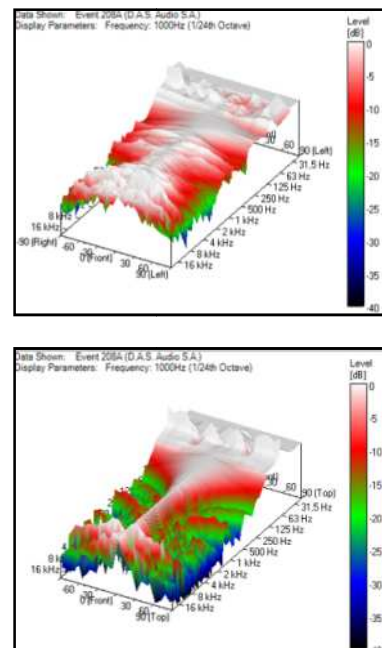 Data Shown: Event 208A (D.A.S. Audio S.A.)
Display Parameters: Frequency: 1000Hz (1/24th Octave)
Level
[dB]
0
-5
-10
-15
-20
-25
-30
-35
-40
60
90 (Left)
31.5 Hz
63 Hz
125 Hz
250 Hz
500 Hz
1 kHz
2 kHz
4 kHz
8 kHz
16 kHz
8 kHz
16 kHz
-90 (Right)
-60
0 (Front)
30
60
90 (Left)
Data Shown: Event 208A (D.A.S. Audio S.A.)
Display Parameters: Frequency: 1000Hz (1/24th Octave)
Level
[dB]
0
-5
-10
-15
-20
-25
-30
-35
60
90 (Top)
31.5 Hz
63 Hz
125 Hz
250 Hz
500 Hz
1 kHz
2 kHz
4 kHz
8 kHz
16 kHz
16 kHz
0 (Front)
30
60
90 (Top)